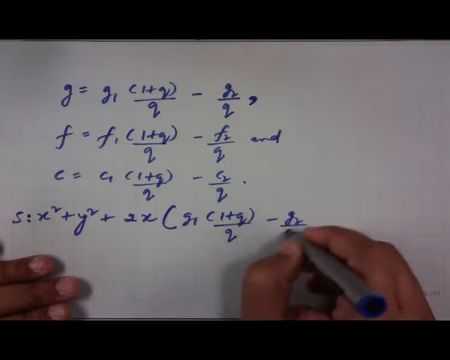 g = g₁ (1+q)/q − g₂/q,
f = f₁ (1+q)/q − f₂/q and
c = c₁ (1+q)/q − c₂/q.
S: x² + y² + 2x ( g₁ (1+q)/q − g₂